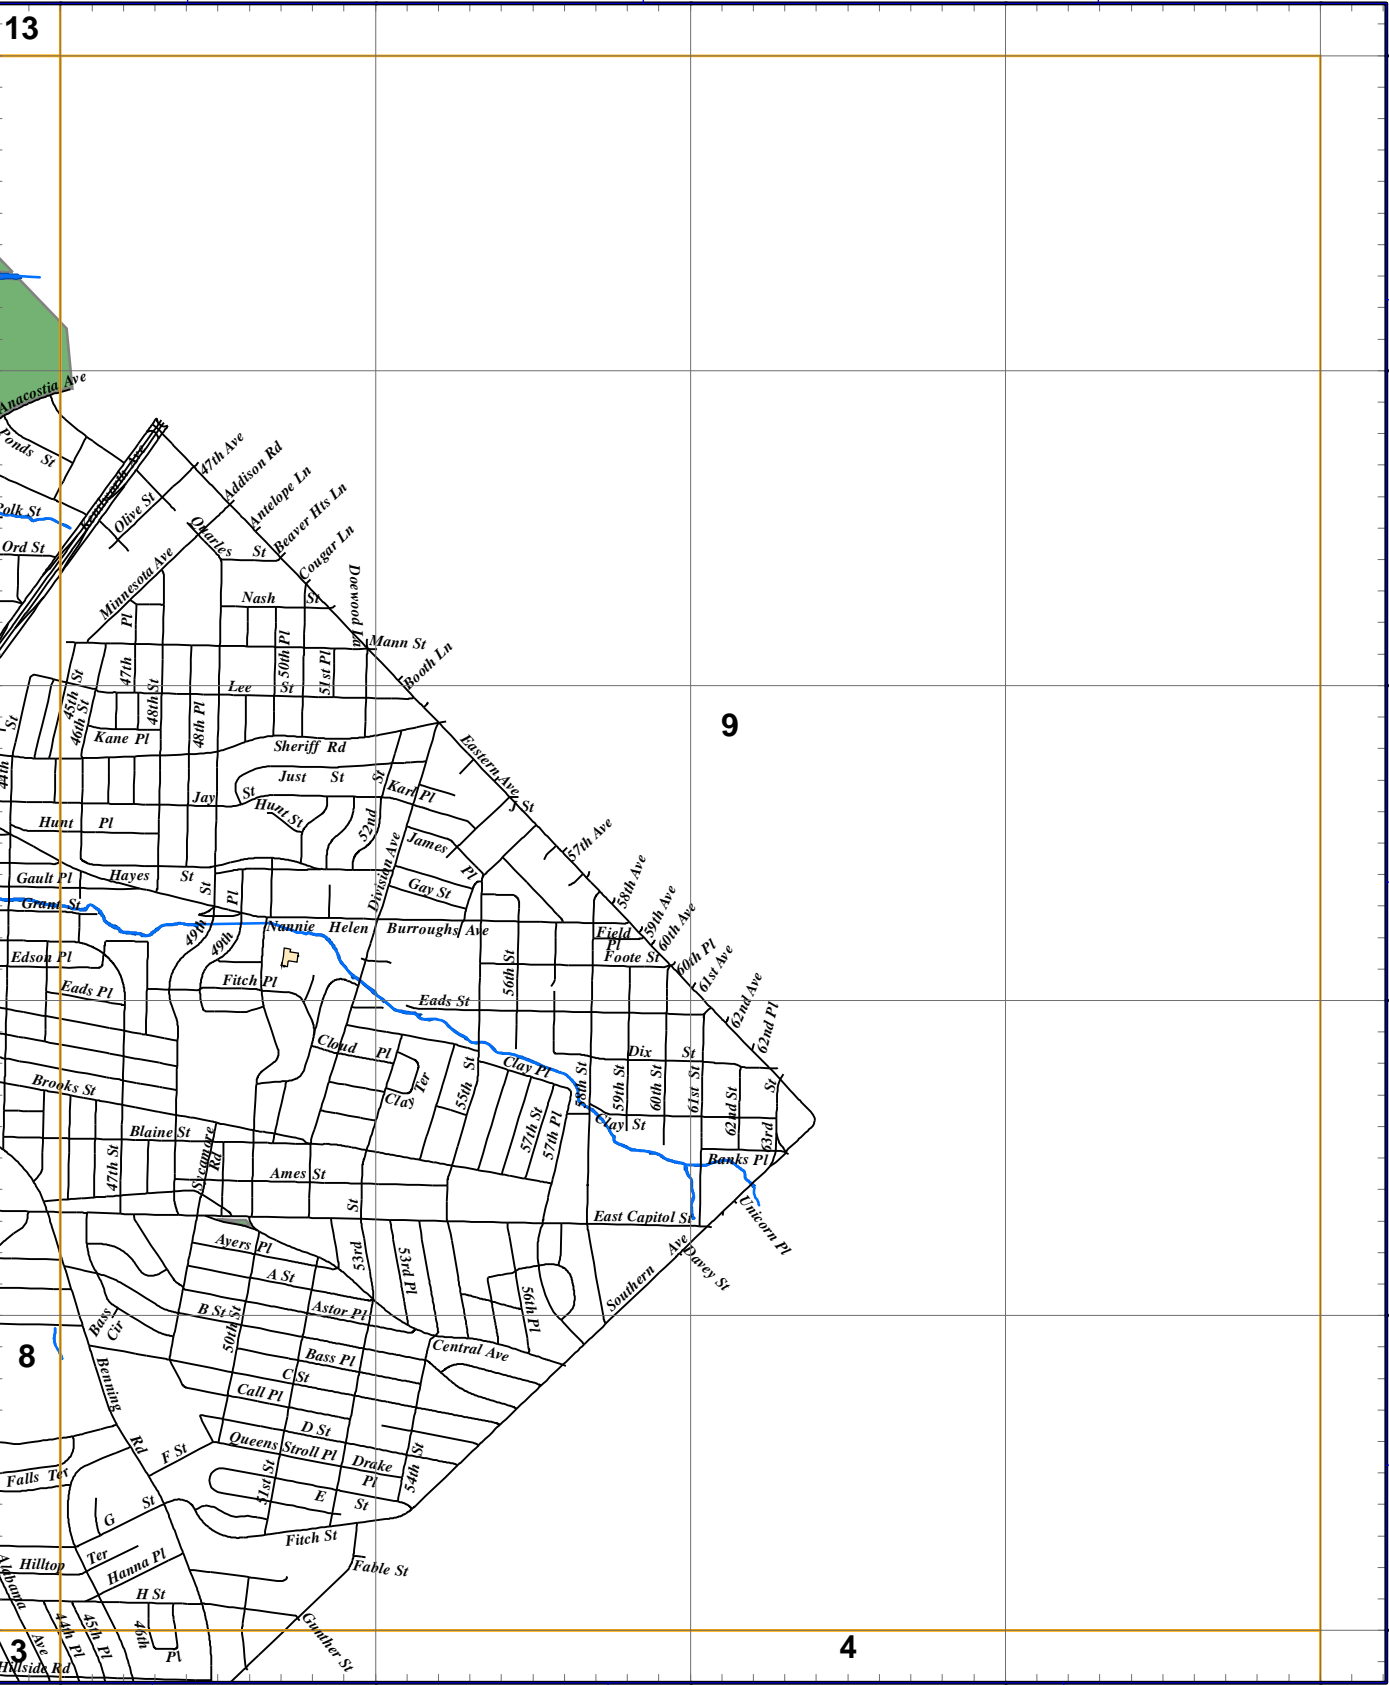 13
Anacostia Ave
Ponds St
47th Ave
Addison Rd
Kenilworth Ave
Antelope Ln
Olive St
Beaver Hts Ln
Polk St
Quarles St
Cougar Ln
Ord St
Minnesota Ave
Doewood Ln
Nash St
Pl
Mann St
50th Pl
51st Pl
Booth Ln
47th
45th St
46th St
48th St
Lee St
48th Pl
St
9
Kane Pl
Sheriff Rd
Eastern Ave
44th
Just St
St
Karl Pl
Jay St
J St
Hunt St
52nd
Hunt Pl
57th Ave
James Pl
Division Ave
58th Ave
Gault Pl
Hayes St
St
Pl
Gay St
59th Ave
Grant St
60th Ave
49th
49th
Nannie Helen Burroughs Ave
Field Pl
60th Pl
Edson Pl
56th St
Foote St
61st Ave
Fitch Pl
62nd Ave
Eads Pl
Eads St
62nd Pl
Cloud Pl
Dix St
Clay Pl
Brooks St
Clay Ter
55th St
58th St
59th St
60th St
61st St
62nd St
63rd St
57th St
57th Pl
Clay St
Blaine St
Sycamore Rd
Banks Pl
47th St
Ames St
St
East Capitol St
Unicorn Pl
Ayers Pl
53rd
53rd Pl
Southern Ave
Davey St
A St
B St
50th St
Astor Pl
56th Pl
Bass Cir
8
Bass Pl
Central Ave
Benning Rd
C St
Call Pl
D St
F St
Queens Stroll Pl
Drake Pl
54th St
Falls Ter
51st St
E St
G St
Fitch St
Hilltop Ter
Hanna Pl
Fable St
Alabama Ave
H St
44th Pl
45th Pl
46th Pl
Gunther St
3
4
Hillside Rd